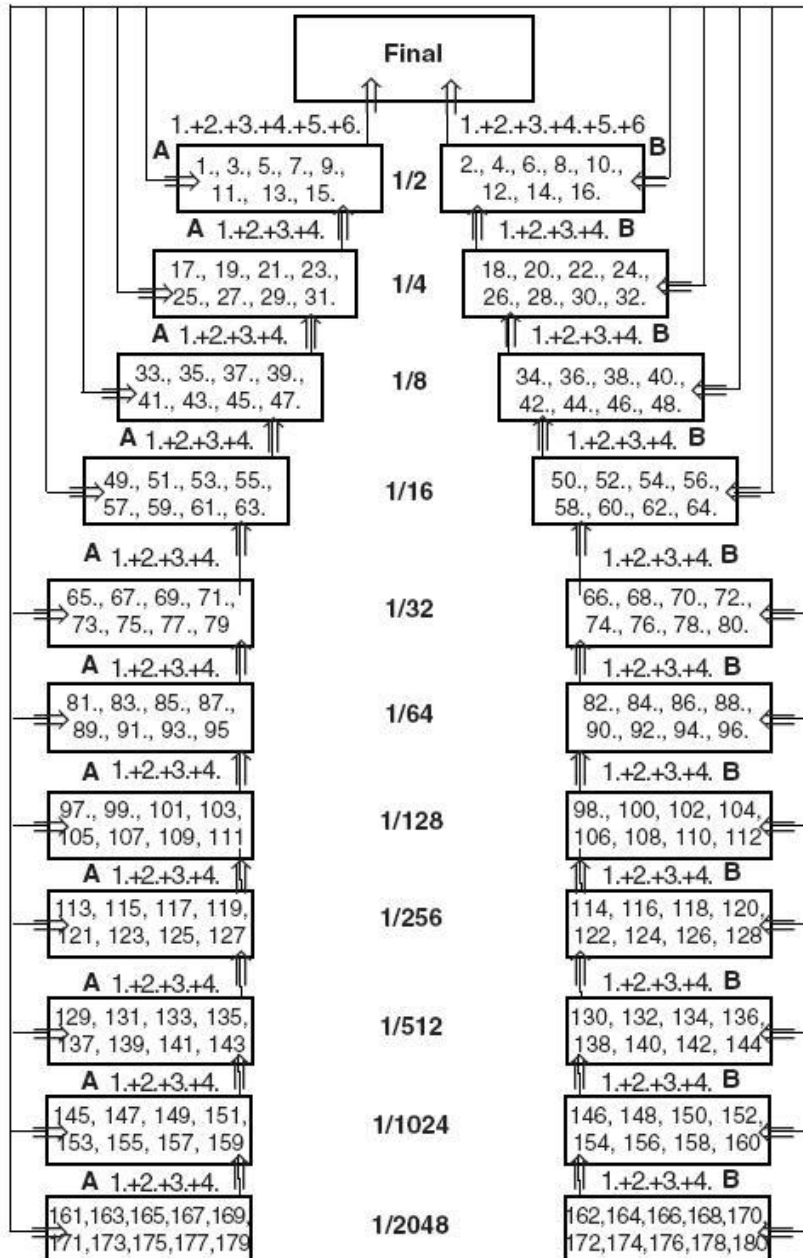 Final
1.+2.+3.+4.+5.+6. 1.+2.+3.+4.+5.+6
A B
1., 3., 5., 7., 9., 1/2 2., 4., 6., 8., 10.,
11., 13., 15. 12., 14., 16.
A 1.+2.+3.+4. 1.+2.+3.+4. B
17., 19., 21., 23., 1/4 18., 20., 22., 24.,
25., 27., 29., 31. 26., 28., 30., 32.
A 1.+2.+3.+4. 1.+2.+3.+4. B
33., 35., 37., 39., 1/8 34., 36., 38., 40.,
41., 43., 45., 47. 42., 44., 46., 48.
A 1.+2.+3.+4. 1.+2.+3.+4. B
49., 51., 53., 55., 1/16 50., 52., 54., 56.,
57., 59., 61., 63. 58., 60., 62., 64.
A 1.+2.+3.+4. 1.+2.+3.+4. B
65., 67., 69., 71., 1/32 66., 68., 70., 72.,
73., 75., 77., 79 74., 76., 78., 80.
A 1.+2.+3.+4. 1.+2.+3.+4. B
81., 83., 85., 87., 1/64 82., 84., 86., 88.,
89., 91., 93., 95 90., 92., 94., 96.
A 1.+2.+3.+4. 1.+2.+3.+4. B
97., 99., 101, 103, 1/128 98., 100, 102, 104,
105, 107, 109, 111 106, 108, 110, 112
A 1.+2.+3.+4. 1.+2.+3.+4. B
113, 115, 117, 119, 1/256 114, 116, 118, 120,
121, 123, 125, 127 122, 124, 126, 128
A 1.+2.+3.+4. 1.+2.+3.+4. B
129, 131, 133, 135, 1/512 130, 132, 134, 136,
137, 139, 141, 143 138, 140, 142, 144
A 1.+2.+3.+4. 1.+2.+3.+4. B
145, 147, 149, 151, 1/1024 146, 148, 150, 152,
153, 155, 157, 159 154, 156, 158, 160
A 1.+2.+3.+4. 1.+2.+3.+4. B
161,163,165,167,169, 1/2048 162,164,166,168,170,
171,173,175,177,179 172,174,176,178,180